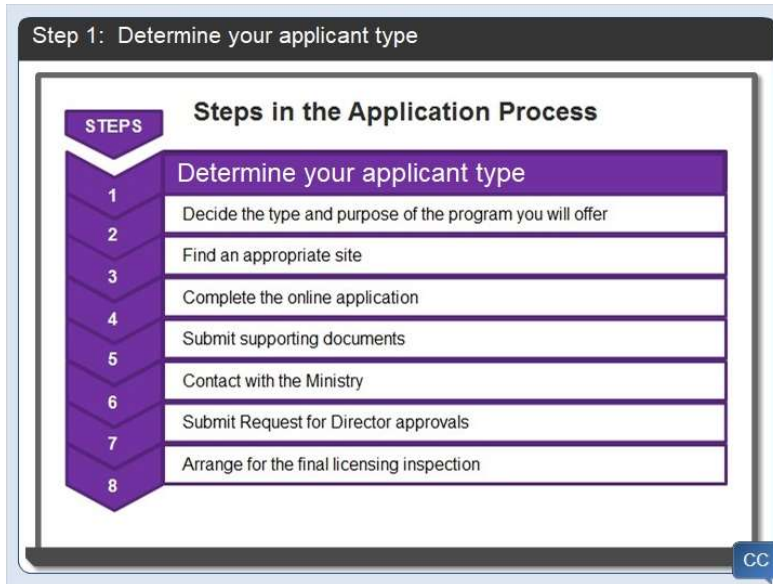 Step 1: Determine your applicant type
Steps in the Application Process
STEPS
1 Determine your applicant type
2 Decide the type and purpose of the program you will offer
3 Find an appropriate site
4 Complete the online application
5 Submit supporting documents
6 Contact with the Ministry
7 Submit Request for Director approvals
8 Arrange for the final licensing inspection
CC